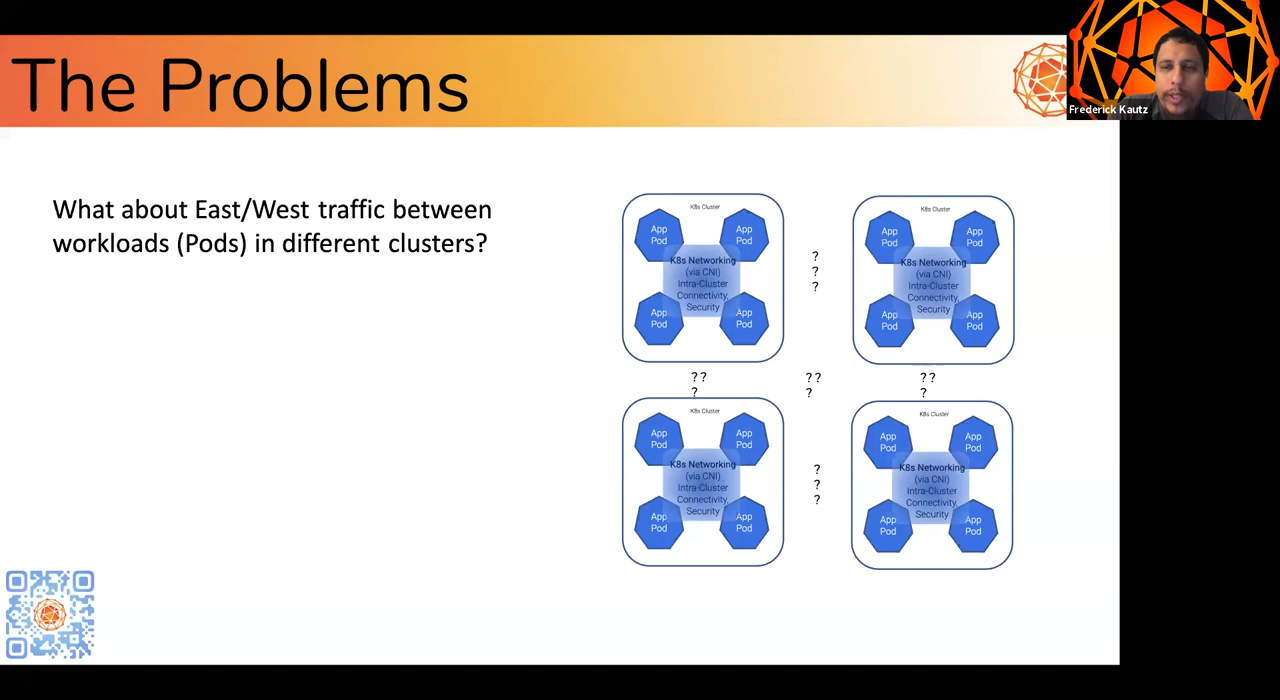 The Problems
Frederick Kautz
What about East/West traffic between
workloads (Pods) in different clusters?
K8s Cluster
App
Pod
App
Pod
K8s Networking
(via CNI)
Intra-Cluster
Connectivity,
Security
App
Pod
App
Pod
?
?
?
K8s Cluster
App
Pod
App
Pod
K8s Networking
(via CNI)
Intra-Cluster
Connectivity,
Security
App
Pod
App
Pod
??
?
??
?
??
?
K8s Cluster
App
Pod
App
Pod
K8s Networking
(via CNI)
Intra-Cluster
Connectivity,
Security
App
Pod
App
Pod
?
?
?
K8s Cluster
App
Pod
App
Pod
K8s Networking
(via CNI)
Intra-Cluster
Connectivity,
Security
App
Pod
App
Pod